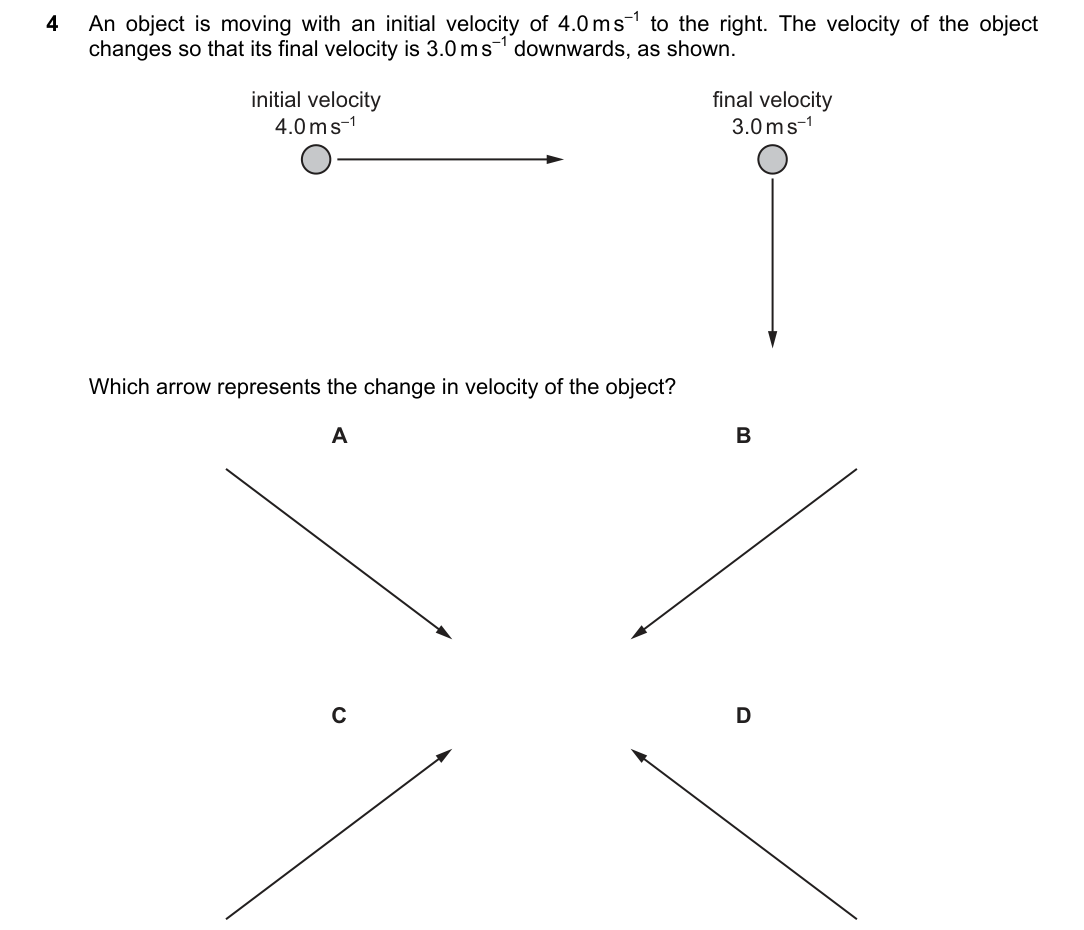 4 An object is moving with an initial velocity of 4.0 m s⁻¹ to the right. The velocity of the object
changes so that its final velocity is 3.0 m s⁻¹ downwards, as shown.
initial velocity
4.0 m s⁻¹
final velocity
3.0 m s⁻¹
Which arrow represents the change in velocity of the object?
A
B
C
D